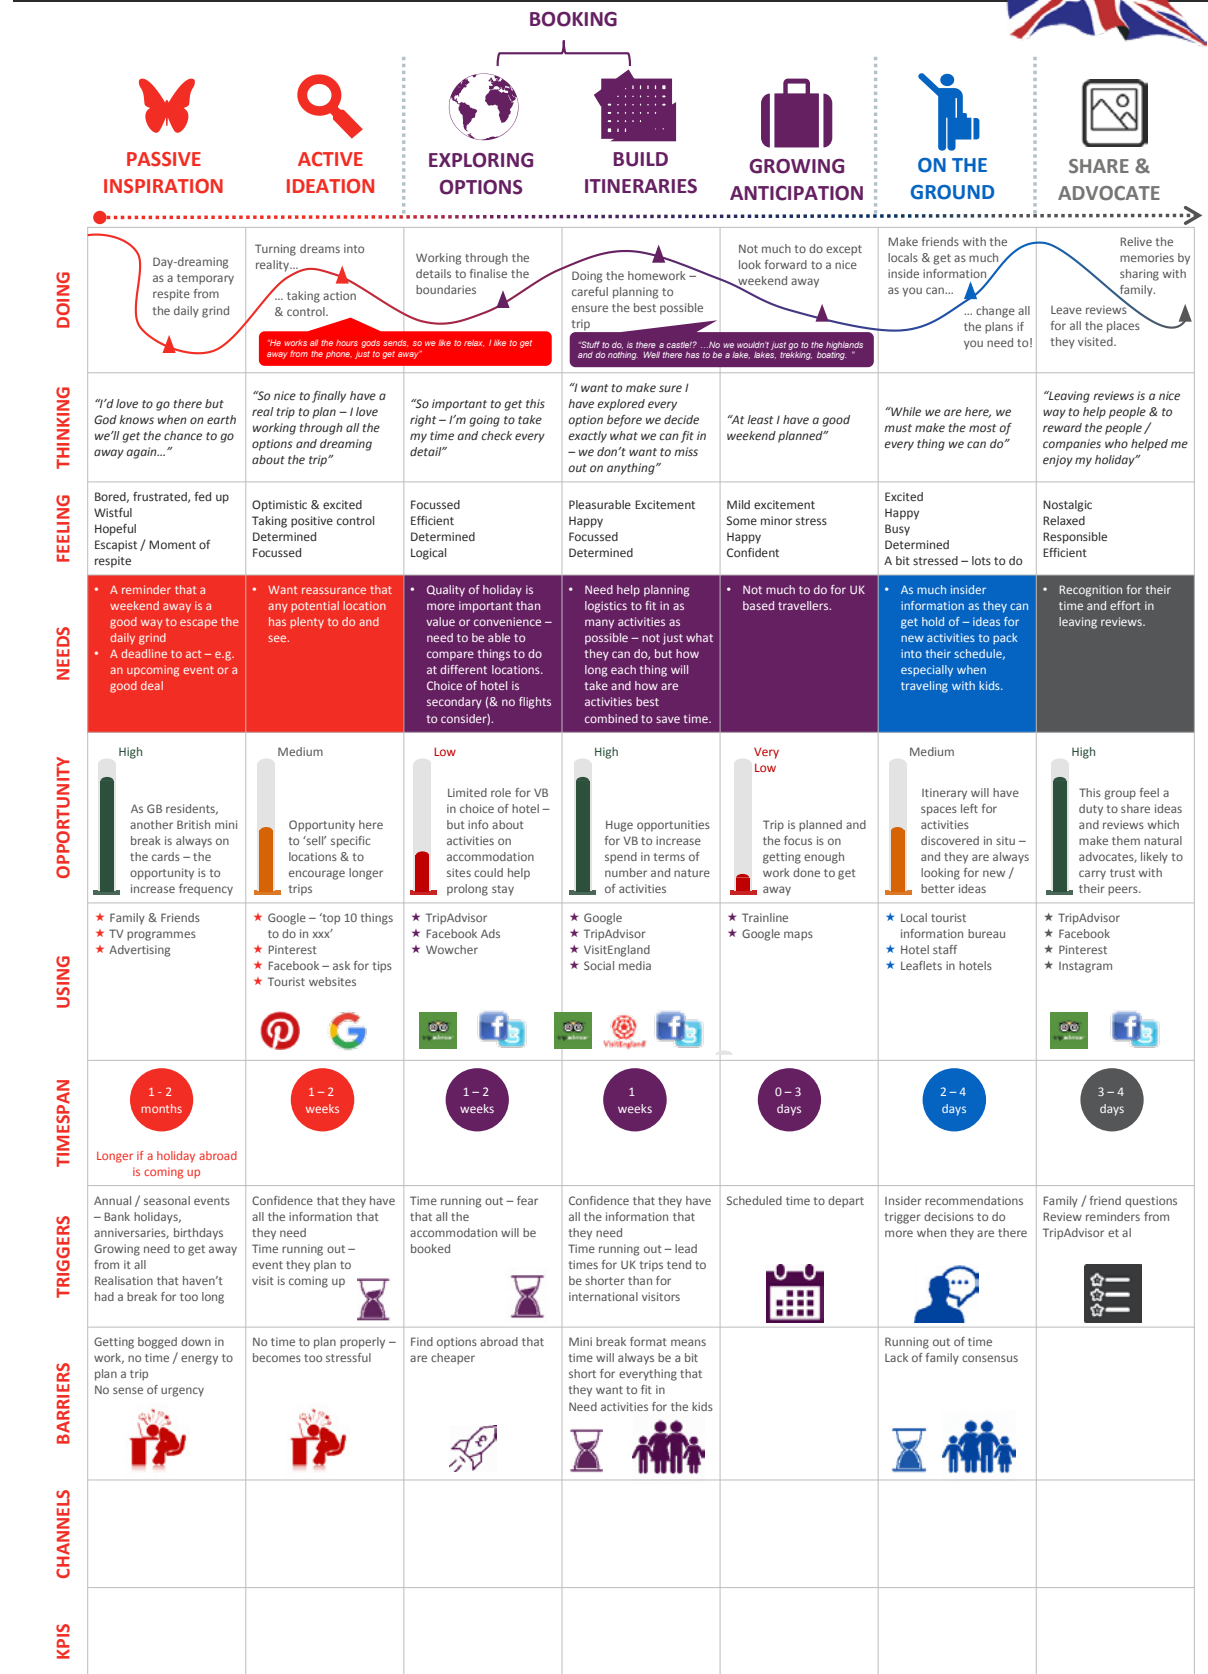 BOOKING
PASSIVE
INSPIRATION
ACTIVE
IDEATION
EXPLORING
OPTIONS
BUILD
ITINERARIES
GROWING
ANTICIPATION
ON THE
GROUND
SHARE &
ADVOCATE
DOING
Day-dreaming
as a temporary
respite from
the daily grind
Turning dreams into
reality…
… taking action
& control.
“He works all the hours gods sends, so we like to relax, I like to get
away from the phone, just to get away”
Working through the
details to finalise the
boundaries
Doing the homework –
careful planning to
ensure the best possible
trip
“Stuff to do, is there a castle!? …No we wouldn’t just go to the highlands
and do nothing. Well there has to be a lake, lakes, trekking, boating. ”
Not much to do except
look forward to a nice
weekend away
Make friends with the
locals & get as much
inside information
as you can…
… change all
the plans if
you need to!
Relive the
memories by
sharing with
family.
Leave reviews
for all the places
they visited.
THINKING
“I’d love to go there but
God knows when on earth
we’ll get the chance to go
away again…”
“So nice to finally have a
real trip to plan – I love
working through all the
options and dreaming
about the trip”
“So important to get this
right – I’m going to take
my time and check every
detail”
“I want to make sure I
have explored every
option before we decide
exactly what we can fit in
– we don’t want to miss
out on anything”
“At least I have a good
weekend planned”
“While we are here, we
must make the most of
every thing we can do”
“Leaving reviews is a nice
way to help people & to
reward the people /
companies who helped me
enjoy my holiday”
FEELING
Bored, frustrated, fed up
Wistful
Hopeful
Escapist / Moment of
respite
Optimistic & excited
Taking positive control
Determined
Focussed
Focussed
Efficient
Determined
Logical
Pleasurable Excitement
Happy
Focussed
Determined
Mild excitement
Some minor stress
Happy
Confident
Excited
Happy
Busy
Determined
A bit stressed – lots to do
Nostalgic
Relaxed
Responsible
Efficient
NEEDS
• A reminder that a
weekend away is a
good way to escape the
daily grind
• A deadline to act – e.g.
an upcoming event or a
good deal
• Want reassurance that
any potential location
has plenty to do and
see.
• Quality of holiday is
more important than
value or convenience –
need to be able to
compare things to do
at different locations.
Choice of hotel is
secondary (& no flights
to consider).
• Need help planning
logistics to fit in as
many activities as
possible – not just what
they can do, but how
long each thing will
take and how are
activities best
combined to save time.
• Not much to do for UK
based travellers.
• As much insider
information as they can
get hold of – ideas for
new activities to pack
into their schedule,
especially when
traveling with kids.
• Recognition for their
time and effort in
leaving reviews.
OPPORTUNITY
High
As GB residents,
another British mini
break is always on
the cards – the
opportunity is to
increase frequency
Medium
Opportunity here
to ‘sell’ specific
locations & to
encourage longer
trips
Low
Limited role for VB
in choice of hotel –
but info about
activities on
accommodation
sites could help
prolong stay
High
Huge opportunities
for VB to increase
spend in terms of
number and nature
of activities
Very
Low
Trip is planned and
the focus is on
getting enough
work done to get
away
Medium
Itinerary will have
spaces left for
activities
discovered in situ –
and they are always
looking for new /
better ideas
High
This group feel a
duty to share ideas
and reviews which
make them natural
advocates, likely to
carry trust with
their peers.
USING
★ Family & Friends
★ TV programmes
★ Advertising
★ Google – ‘top 10 things
to do in xxx’
★ Pinterest
★ Facebook – ask for tips
★ Tourist websites
★ TripAdvisor
★ Facebook Ads
★ Wowcher
★ Google
★ TripAdvisor
★ VisitEngland
★ Social media
VisitEngland
★ Trainline
★ Google maps
★ Local tourist
information bureau
★ Hotel staff
★ Leaflets in hotels
★ TripAdvisor
★ Facebook
★ Pinterest
★ Instagram
TIMESPAN
1 - 2
months
Longer if a holiday abroad
is coming up
1 – 2
weeks
1 – 2
weeks
1
weeks
0 – 3
days
2 – 4
days
3 – 4
days
TRIGGERS
Annual / seasonal events
– Bank holidays,
anniversaries, birthdays
Growing need to get away
from it all
Realisation that haven’t
had a break for too long
Confidence that they have
all the information that
they need
Time running out –
event they plan to
visit is coming up
Time running out – fear
that all the
accommodation will be
booked
Confidence that they have
all the information that
they need
Time running out – lead
times for UK trips tend to
be shorter than for
international visitors
Scheduled time to depart
Insider recommendations
trigger decisions to do
more when they are there
Family / friend questions
Review reminders from
TripAdvisor et al
BARRIERS
Getting bogged down in
work, no time / energy to
plan a trip
No sense of urgency
No time to plan properly –
becomes too stressful
Find options abroad that
are cheaper
Mini break format means
time will always be a bit
short for everything that
they want to fit in
Need activities for the kids
Running out of time
Lack of family consensus
CHANNELS
KPIS